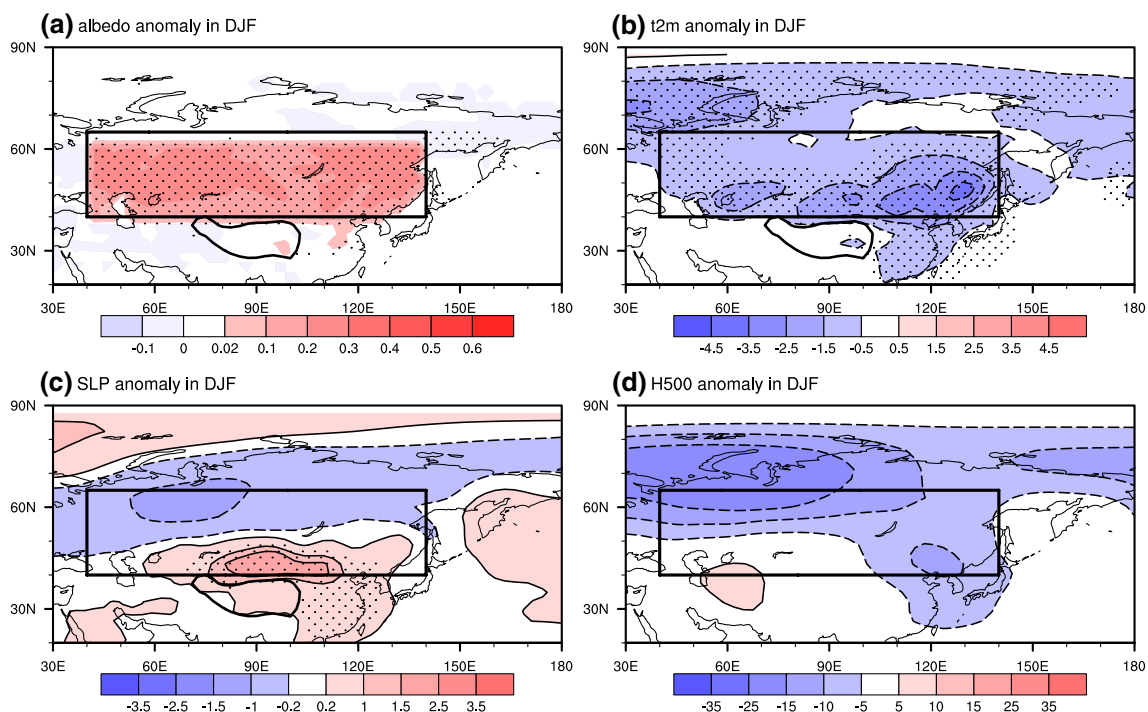 (a) albedo anomaly in DJF
90N
60N
30N
30E 60E 90E 120E 150E 180
-0.1 0 0.02 0.1 0.2 0.3 0.4 0.5 0.6
(b) t2m anomaly in DJF
90N
60N
30N
30E 60E 90E 120E 150E 180
-4.5 -3.5 -2.5 -1.5 -0.5 0.5 1.5 2.5 3.5 4.5
(c) SLP anomaly in DJF
90N
60N
30N
30E 60E 90E 120E 150E 180
-3.5 -2.5 -1.5 -1 -0.2 0.2 1 1.5 2.5 3.5
(d) H500 anomaly in DJF
90N
60N
30N
30E 60E 90E 120E 150E 180
-35 -25 -15 -10 -5 5 10 15 25 35